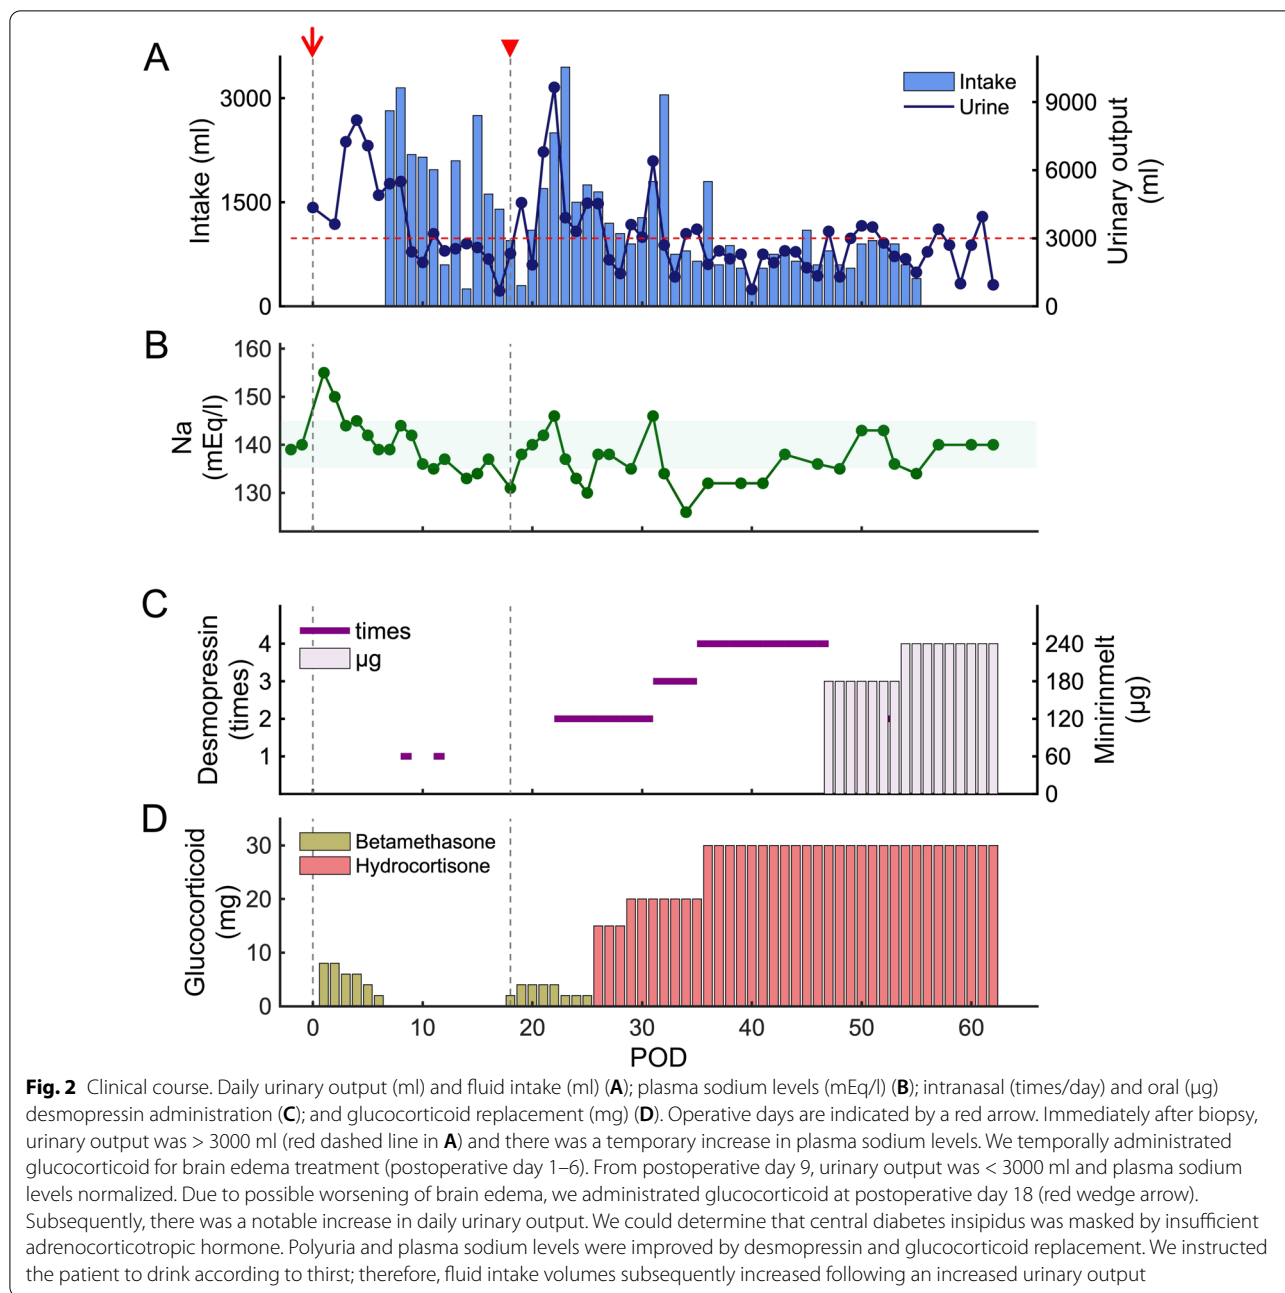 A
Intake (ml)
3000
1500
0
Intake
Urine
9000
6000
3000
0
Urinary output
(ml)
B
Na
(mEq/l)
160
150
140
130
C
Desmopressin
(times)
4
3
2
1
times
µg
240
180
120
60
0
Minirinmelt
(µg)
D
Glucocorticoid
(mg)
30
20
10
0
Betamethasone
Hydrocortisone
0 10 20 30 40 50 60
POD
Fig. 2 Clinical course. Daily urinary output (ml) and fluid intake (ml) (A); plasma sodium levels (mEq/l) (B); intranasal (times/day) and oral (µg)
desmopressin administration (C); and glucocorticoid replacement (mg) (D). Operative days are indicated by a red arrow. Immediately after biopsy,
urinary output was > 3000 ml (red dashed line in A) and there was a temporary increase in plasma sodium levels. We temporally administrated
glucocorticoid for brain edema treatment (postoperative day 1–6). From postoperative day 9, urinary output was < 3000 ml and plasma sodium
levels normalized. Due to possible worsening of brain edema, we administrated glucocorticoid at postoperative day 18 (red wedge arrow).
Subsequently, there was a notable increase in daily urinary output. We could determine that central diabetes insipidus was masked by insufficient
adrenocorticotropic hormone. Polyuria and plasma sodium levels were improved by desmopressin and glucocorticoid replacement. We instructed
the patient to drink according to thirst; therefore, fluid intake volumes subsequently increased following an increased urinary output